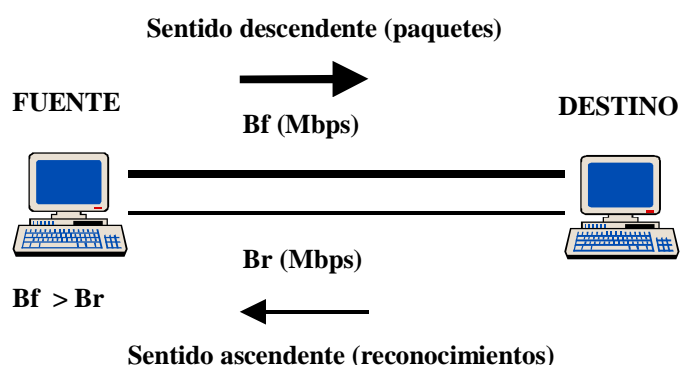 Sentido descendente (paquetes)
FUENTE
DESTINO
Bf (Mbps)
Br (Mbps)
Bf > Br
Sentido ascendente (reconocimientos)